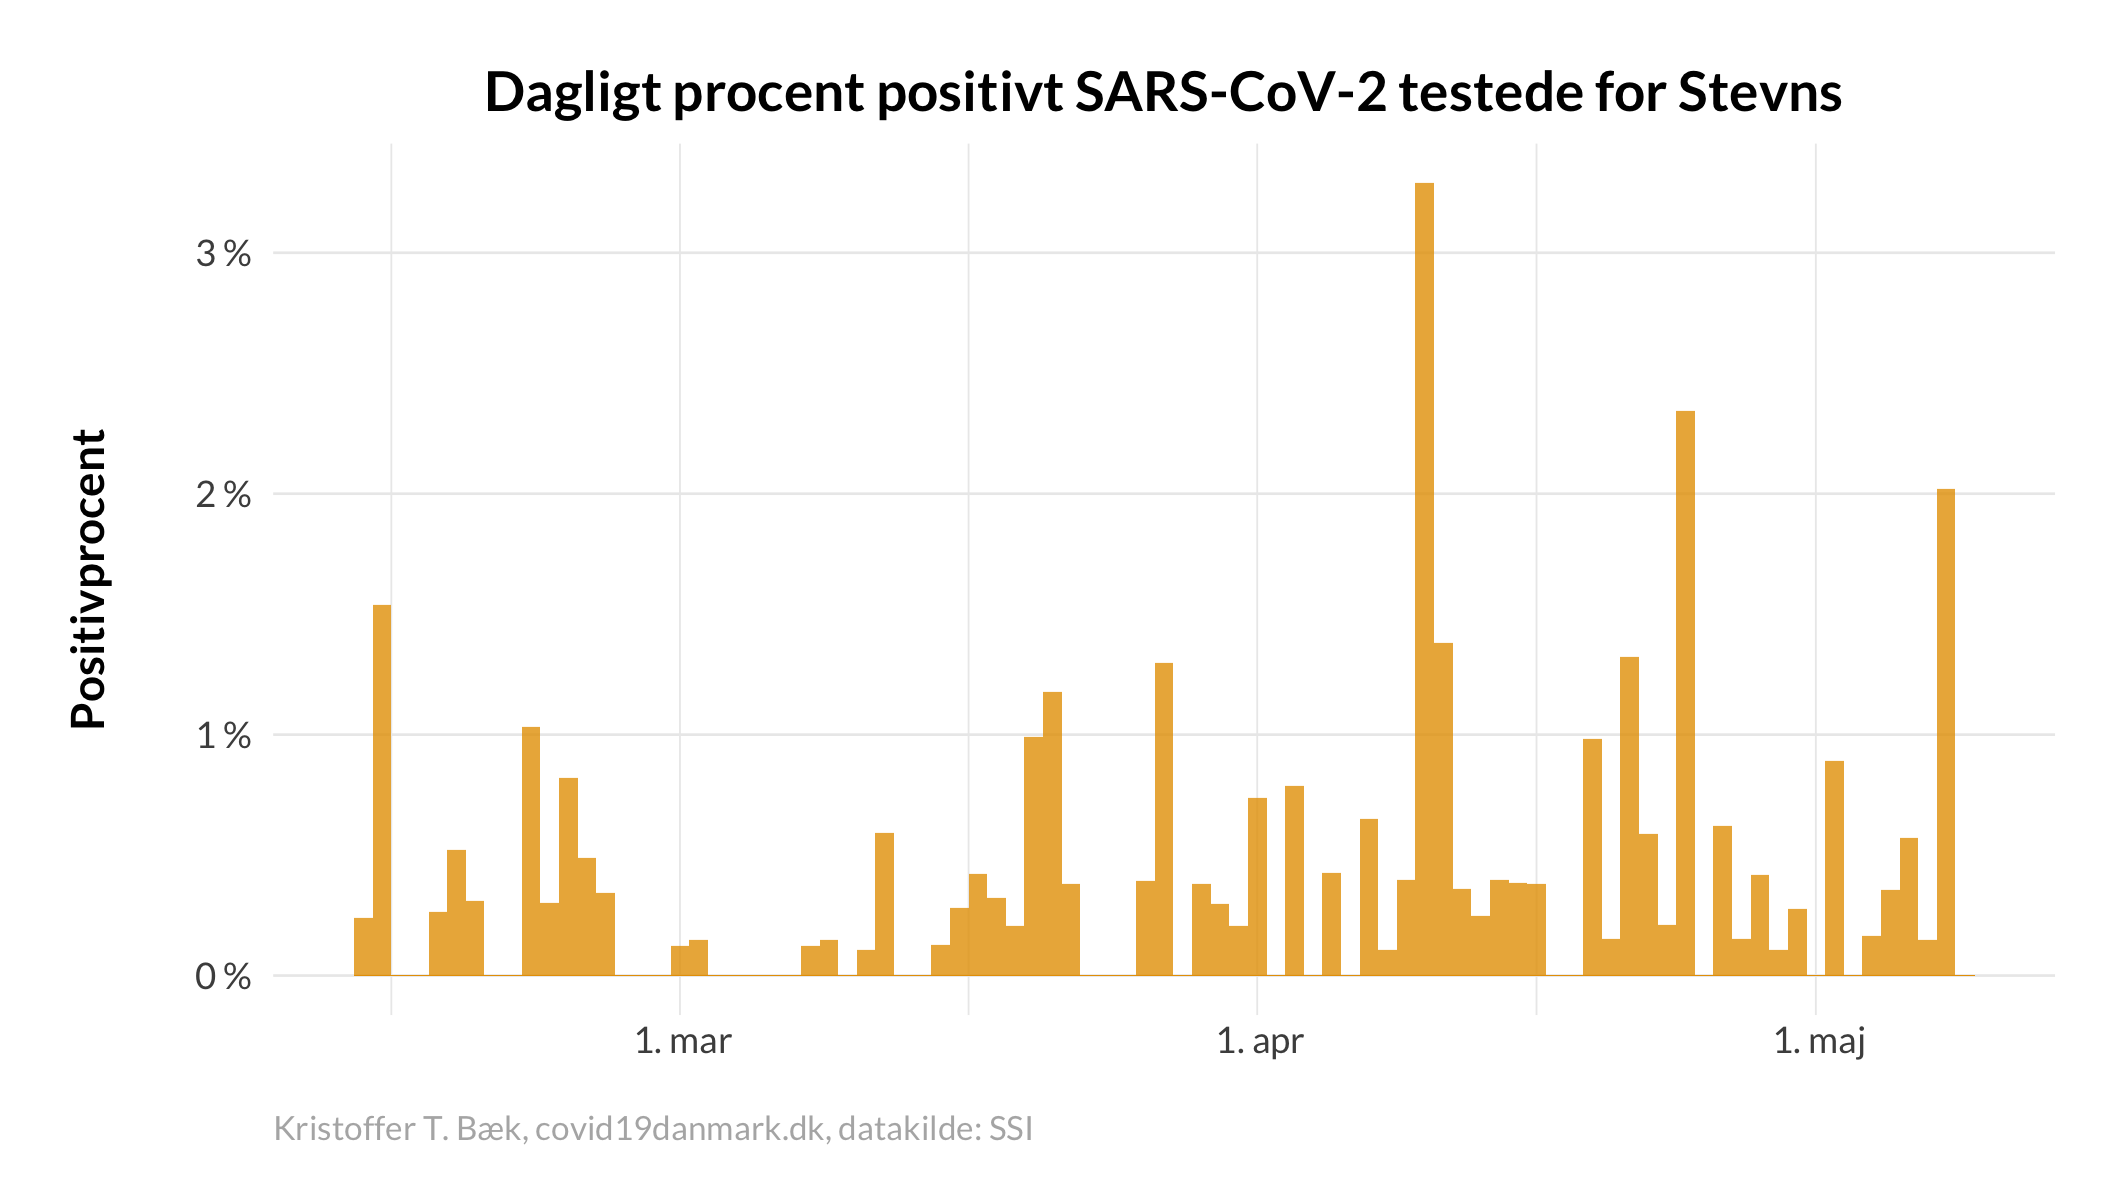 Dagligt procent positivt SARS-CoV-2 testede for Stevns
Positivprocent
3 %
2 %
1 %
0 %
1. mar
1. apr
1. maj
Kristoffer T. Bæk, covid19danmark.dk, datakilde: SSI